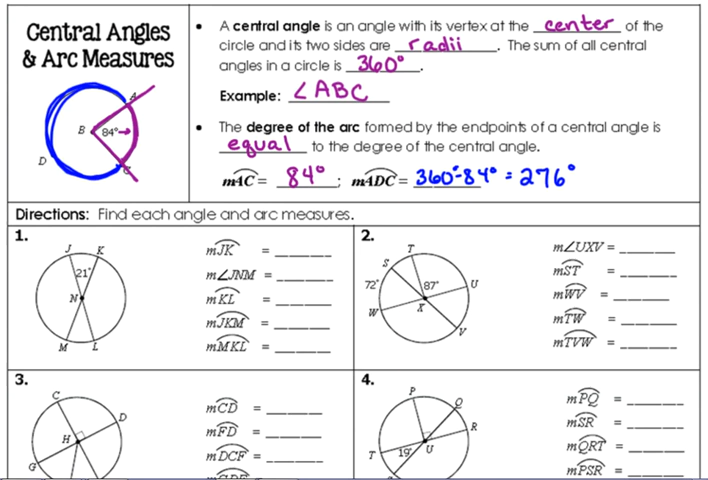 Central Angles
& Arc Measures
A
B
84°
C
D
• A central angle is an angle with its vertex at the center of the
circle and its two sides are radii. The sum of all central
angles in a circle is 360°.
Example: ∠ABC
• The degree of the arc formed by the endpoints of a central angle is
equal to the degree of the central angle.
mAC = 84° ; mADC = 360°-84° = 276°
Directions: Find each angle and arc measures.
1.
J K
21°
N
M L
mJK = ______
m∠JNM = ______
mKL = ______
mJKM = ______
mMKL = ______
2.
T
S
72°
87°
U
X
W
V
m∠UXV = ______
mST = ______
mWV = ______
mTW = ______
mTVW = ______
3.
C
D
H
G
mCD = ______
mFD = ______
mDCF = ______
4.
P
Q
R
T
19°
U
S
mPQ = ______
mSR = ______
mQRT = ______
mPSR = ______